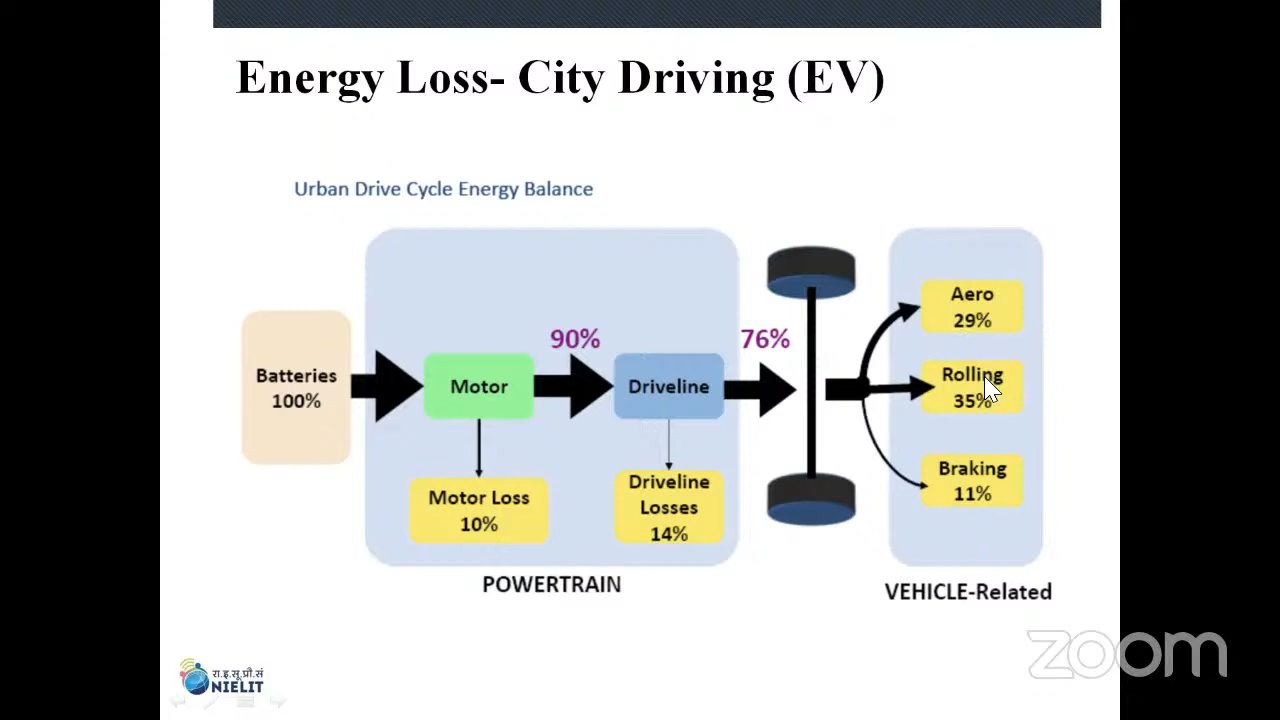 Energy Loss- City Driving (EV)
Urban Drive Cycle Energy Balance
Batteries
100%
Motor
90%
Driveline
76%
Motor Loss
10%
Driveline
Losses
14%
POWERTRAIN
Aero
29%
Rolling
35%
Braking
11%
VEHICLE-Related
रा.इ.सू.प्रौ.सं
NIELIT
zoom